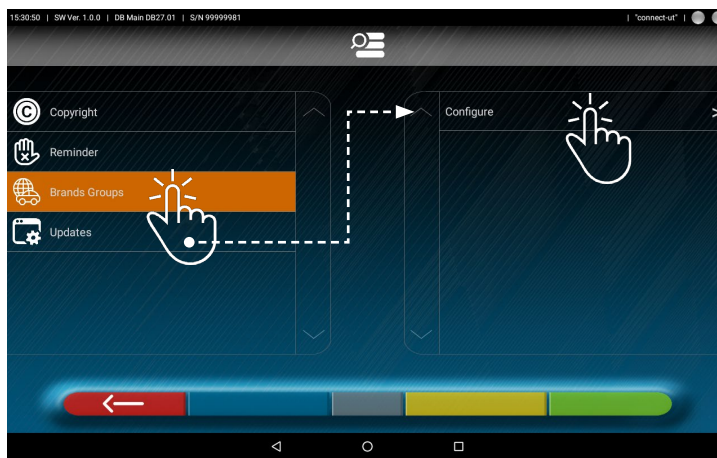 15:30:50 | SW Ver. 1.0.0 | DB Main DB27.01 | S/N 99999981 | "connect-ut" |
Copyright
Reminder
Brands Groups
Updates
Configure